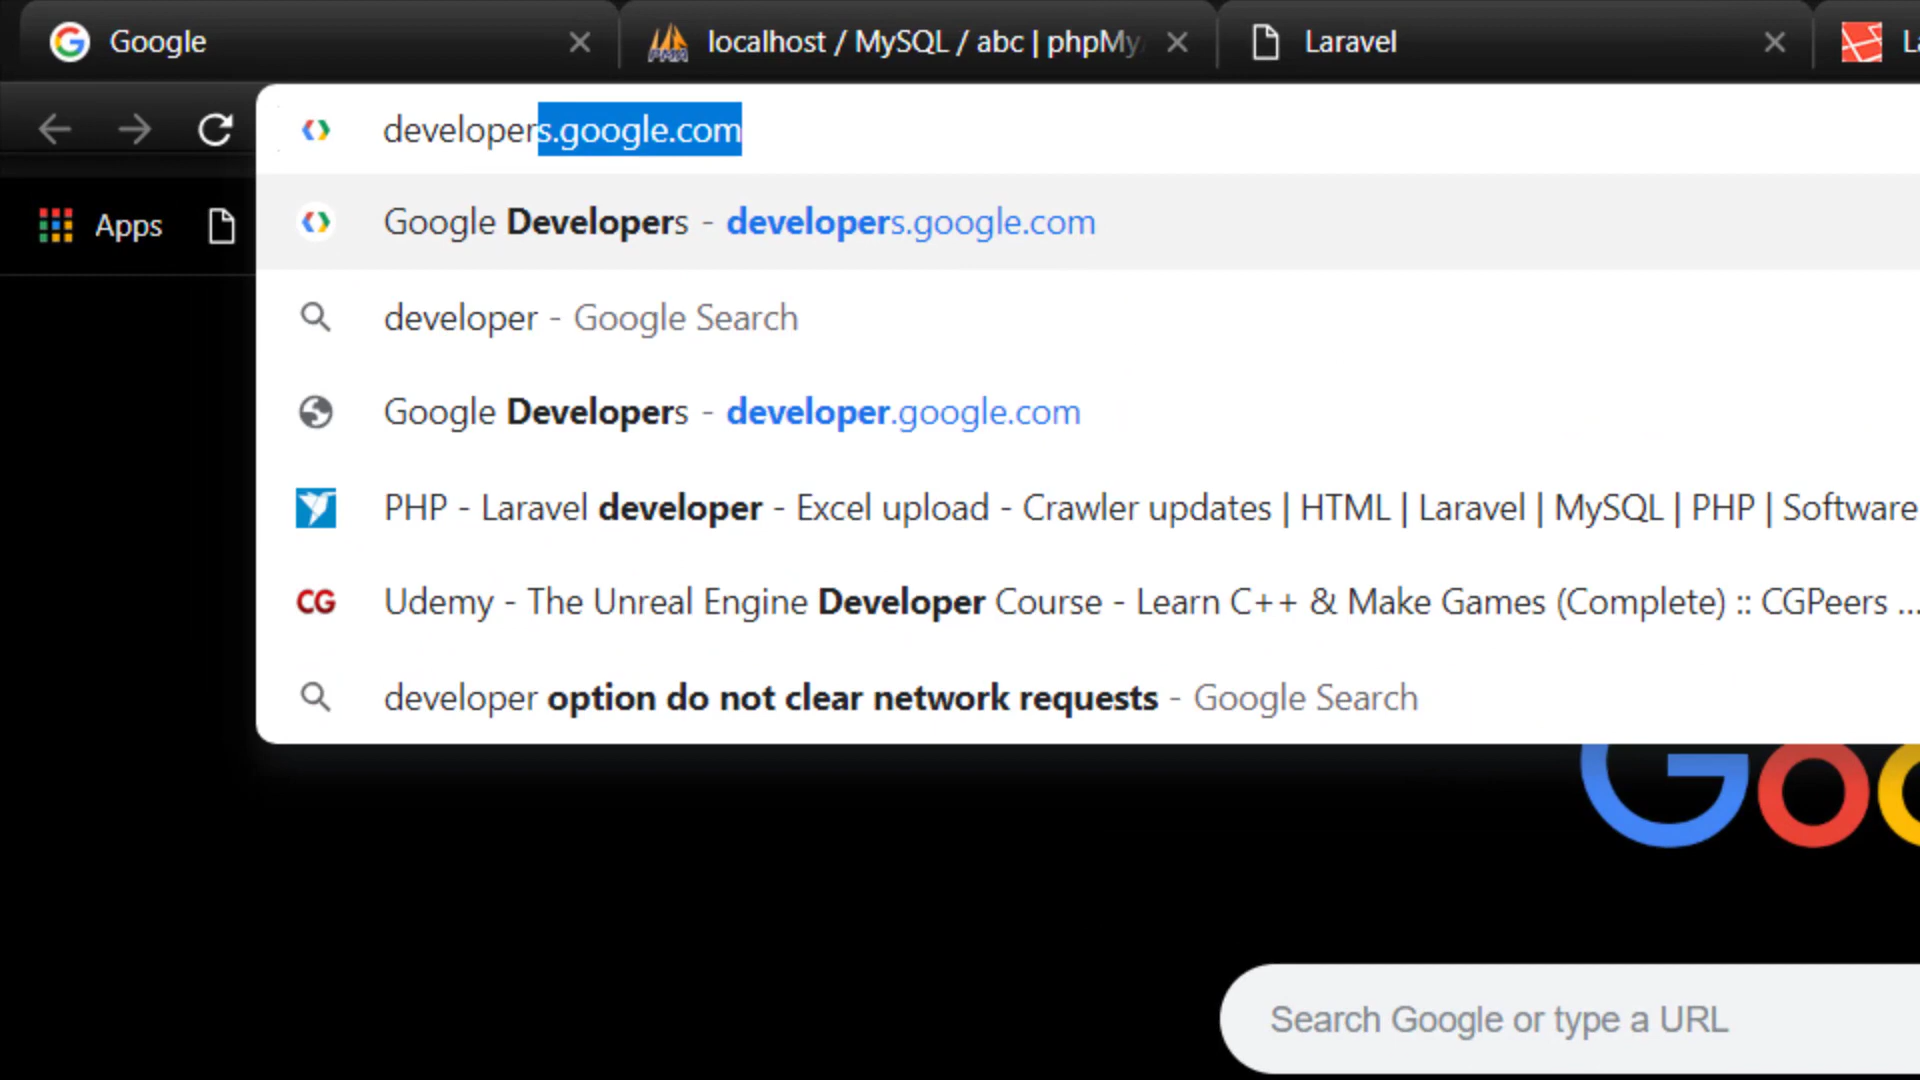 Google
localhost / MySQL / abc | phpMy
Laravel
developers.google.com
Apps
Google Developers - developers.google.com
developer - Google Search
Google Developers - developer.google.com
PHP - Laravel developer - Excel upload - Crawler updates | HTML | Laravel | MySQL | PHP | Software
CG Udemy - The Unreal Engine Developer Course - Learn C++ & Make Games (Complete) :: CGPeers ...
developer option do not clear network requests - Google Search
Goo
Search Google or type a URL